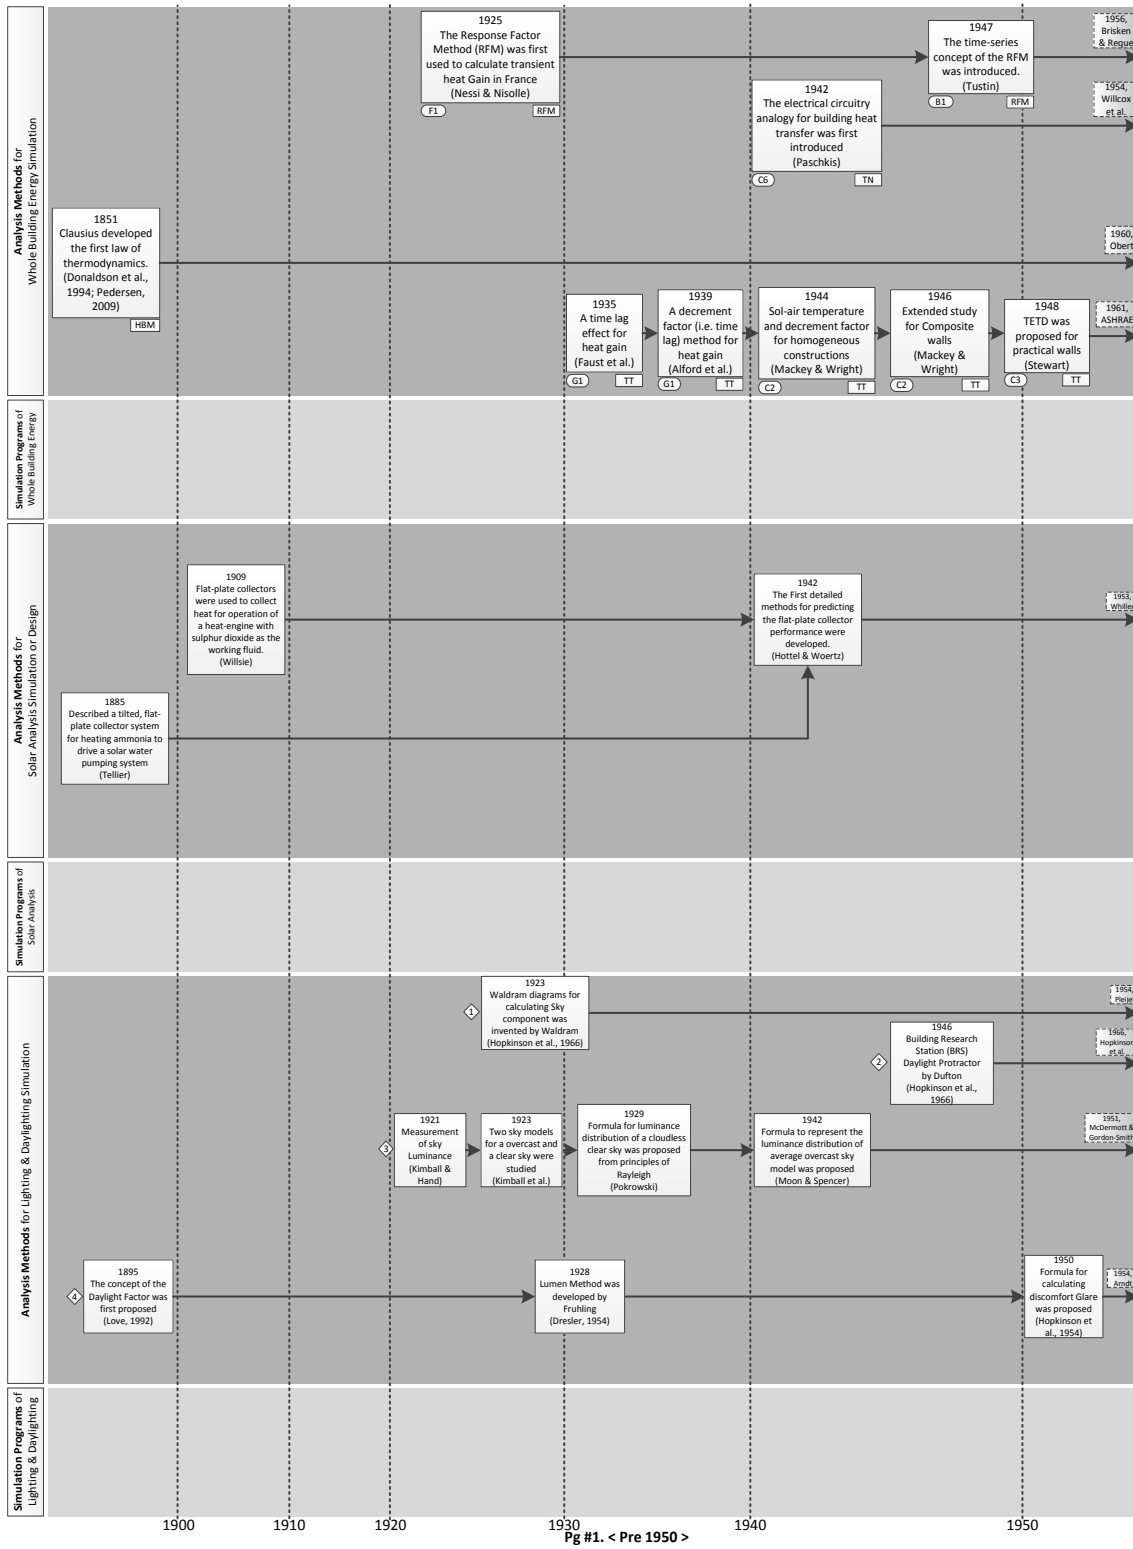 Analysis Methods for
Whole Building Energy Simulation
1925
The Response Factor
Method (RFM) was first
used to calculate transient
heat Gain in France
(Nessi & Nisolle)
F1
RFM
1947
The time-series
concept of the RFM
was introduced.
(Tustin)
B1
RFM
1956,
Brisken
& Reque
1942
The electrical circuitry
analogy for building heat
transfer was first
introduced
(Paschkis)
C6
TN
1954,
Willcox
et al.
1851
Clausius developed
the first law of
thermodynamics.
(Donaldson et al.,
1994; Pedersen,
2009)
HBM
1960,
Obert
1935
A time lag
effect for
heat gain
(Faust et al.)
G1
TT
1939
A decrement
factor (i.e. time
lag) method for
heat gain
(Alford et al.)
G1
TT
1944
Sol-air temperature
and decrement factor
for homogeneous
constructions
(Mackey & Wright)
C2
TT
1946
Extended study
for Composite
walls
(Mackey &
Wright)
C2
TT
1948
TETD was
proposed for
practical walls
(Stewart)
C3
TT
1961,
ASHRAE
Simulation Programs of
Whole Building Energy
Analysis Methods for
Solar Analysis Simulation or Design
1909
Flat-plate collectors
were used to collect
heat for operation of
a heat-engine with
sulphur dioxide as the
working fluid.
(Willsie)
1942
The First detailed
methods for predicting
the flat-plate collector
performance were
developed.
(Hottel & Woertz)
1953,
Whiller
1885
Described a tilted, flat-
plate collector system
for heating ammonia to
drive a solar water
pumping system
(Tellier)
Simulation Programs of
Solar Analysis
Analysis Methods for Lighting & Daylighting Simulation
1
1923
Waldram diagrams for
calculating Sky
component was
invented by Waldram
(Hopkinson et al., 1966)
1954,
Pleijel
2
1946
Building Research
Station (BRS)
Daylight Protractor
by Dufton
(Hopkinson et al.,
1966)
1966,
Hopkinson
et al.
3
1921
Measurement
of sky
Luminance
(Kimball &
Hand)
1923
Two sky models
for a overcast and
a clear sky were
studied
(Kimball et al.)
1929
Formula for luminance
distribution of a cloudless
clear sky was proposed
from principles of
Rayleigh
(Pokrowski)
1942
Formula to represent the
luminance distribution of
average overcast sky
model was proposed
(Moon & Spencer)
1951,
McDermott &
Gordon-Smith
4
1895
The concept of the
Daylight Factor was
first proposed
(Love, 1992)
1928
Lumen Method was
developed by
Fruhling
(Dresler, 1954)
1950
Formula for
calculating
discomfort Glare
was proposed
(Hopkinson et
al., 1954)
1954,
Arndt
Simulation Programs of
Lighting & Daylighting
1900
1910
1920
1930
1940
1950
Pg #1. < Pre 1950 >